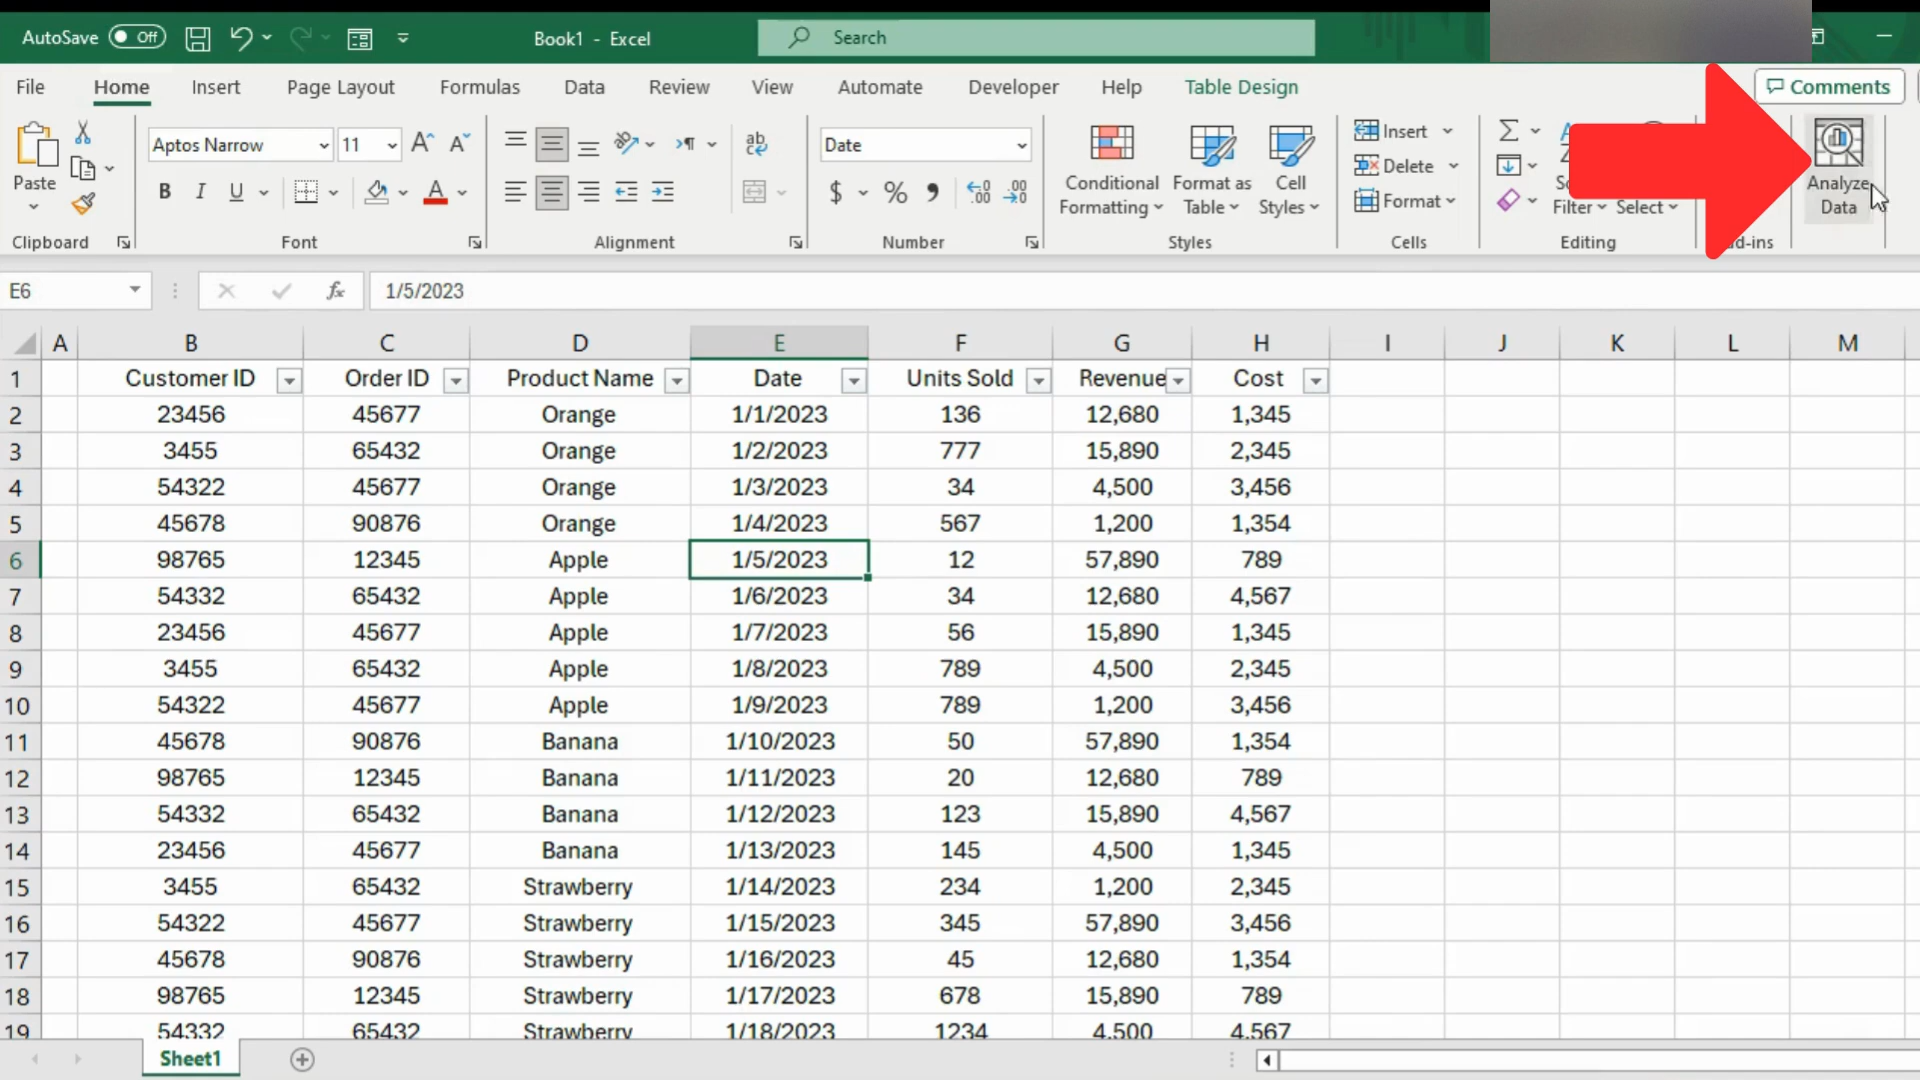 AutoSave Off Book1 - Excel Search
File Home Insert Page Layout Formulas Data Review View Automate Developer Help Table Design Comments
Paste Aptos Narrow 11 Date Conditional Formatting Format as Table Cell Styles Insert Delete Format Filter Select Analyze Data
Clipboard Font Alignment Number Styles Cells Editing
E6 fx 1/5/2023
A B C D E F G H I J K L M
1 Customer ID Order ID Product Name Date Units Sold Revenue Cost
2 23456 45677 Orange 1/1/2023 136 12,680 1,345
3 3455 65432 Orange 1/2/2023 777 15,890 2,345
4 54322 45677 Orange 1/3/2023 34 4,500 3,456
5 45678 90876 Orange 1/4/2023 567 1,200 1,354
6 98765 12345 Apple 1/5/2023 12 57,890 789
7 54332 65432 Apple 1/6/2023 34 12,680 4,567
8 23456 45677 Apple 1/7/2023 56 15,890 1,345
9 3455 65432 Apple 1/8/2023 789 4,500 2,345
10 54322 45677 Apple 1/9/2023 789 1,200 3,456
11 45678 90876 Banana 1/10/2023 50 57,890 1,354
12 98765 12345 Banana 1/11/2023 20 12,680 789
13 54332 65432 Banana 1/12/2023 123 15,890 4,567
14 23456 45677 Banana 1/13/2023 145 4,500 1,345
15 3455 65432 Strawberry 1/14/2023 234 1,200 2,345
16 54322 45677 Strawberry 1/15/2023 345 57,890 3,456
17 45678 90876 Strawberry 1/16/2023 45 12,680 1,354
18 98765 12345 Strawberry 1/17/2023 678 15,890 789
19 54332 65432 Strawberry 1/18/2023 1234 4,500 4,567
Sheet1